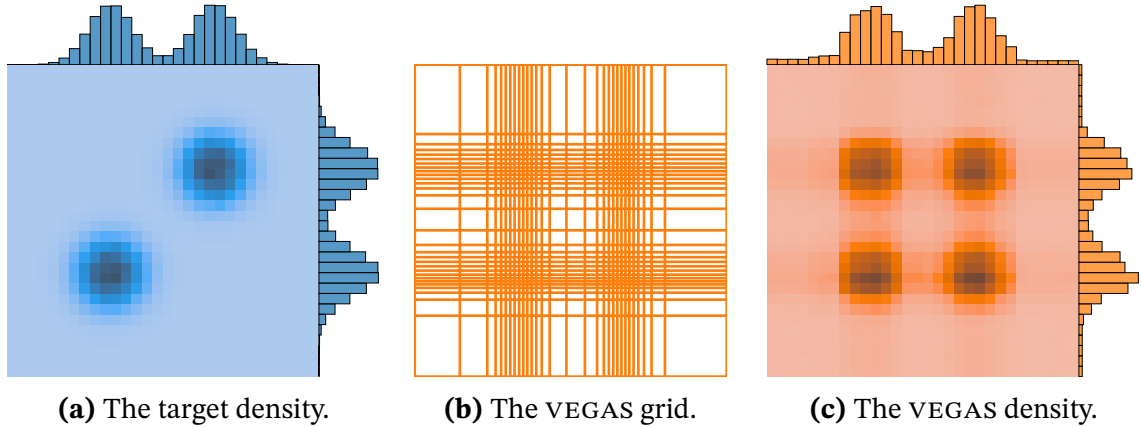 (a) The target density.
(b) The VEGAS grid.
(c) The VEGAS density.